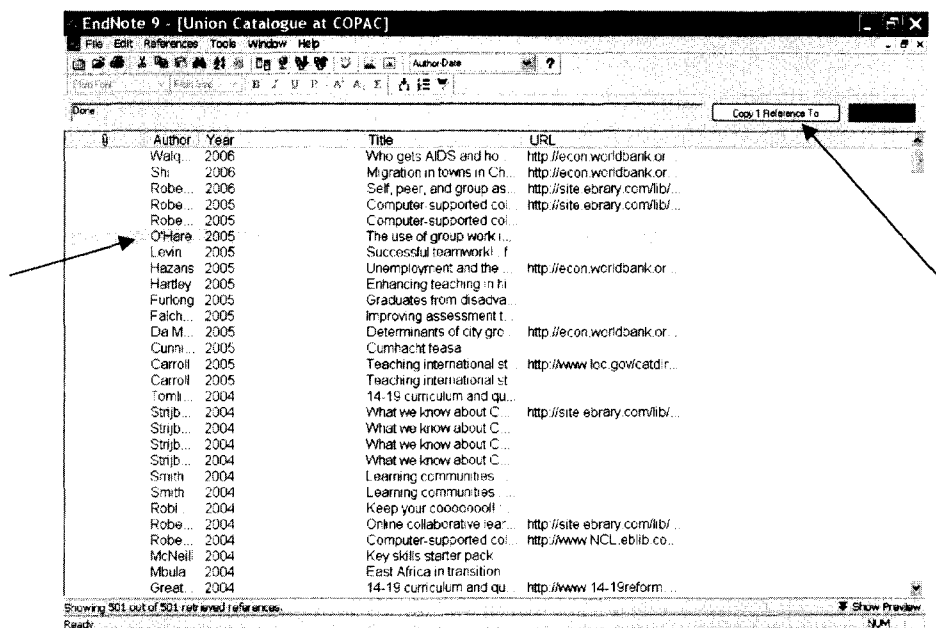 EndNote 9 - [Union Catalogue at COPAC]
File Edit References Tools Window Help
Author-Date
B I U P A A Σ
Done
Copy 1 Reference To
Author Year Title URL
Walq... 2006 Who gets AIDS and ho... http://econ.worldbank.or...
Shi 2006 Migration in towns in Ch... http://econ.worldbank.or...
Robe... 2006 Self, peer, and group as... http://site.ebrary.com/lib/...
Robe... 2005 Computer-supported col... http://site.ebrary.com/lib/...
Robe... 2005 Computer-supported col...
O'Hare 2005 The use of group work i...
Levin 2005 Successful teamwork! : f...
Hazans 2005 Unemployment and the ... http://econ.worldbank.or...
Hartley 2005 Enhancing teaching in hi...
Furlong 2005 Graduates from disadva...
Falch... 2005 Improving assessment t...
Da M... 2005 Determinants of city gro... http://econ.worldbank.or...
Cunni... 2005 Cumhacht feasa
Carroll 2005 Teaching international st... http://www.loc.gov/catdir...
Carroll 2005 Teaching international st...
Tomli... 2004 14-19 curriculum and qu...
Strijb... 2004 What we know about C... http://site.ebrary.com/lib/...
Strijb... 2004 What we know about C...
Strijb... 2004 What we know about C...
Strijb... 2004 What we know about C...
Smith 2004 Learning communities ...
Smith 2004 Learning communities ...
Robi... 2004 Keep your cooooooool! :
Robe... 2004 Online collaborative lear... http://site.ebrary.com/lib/...
Robe... 2004 Computer-supported col... http://www.NCL.eblib.co...
McNeill 2004 Key skills starter pack
Mbula 2004 East Africa in transition
Great... 2004 14-19 curriculum and qu... http://www.14-19reform...
Showing 501 out of 501 retrieved references. Show Preview
Ready NUM